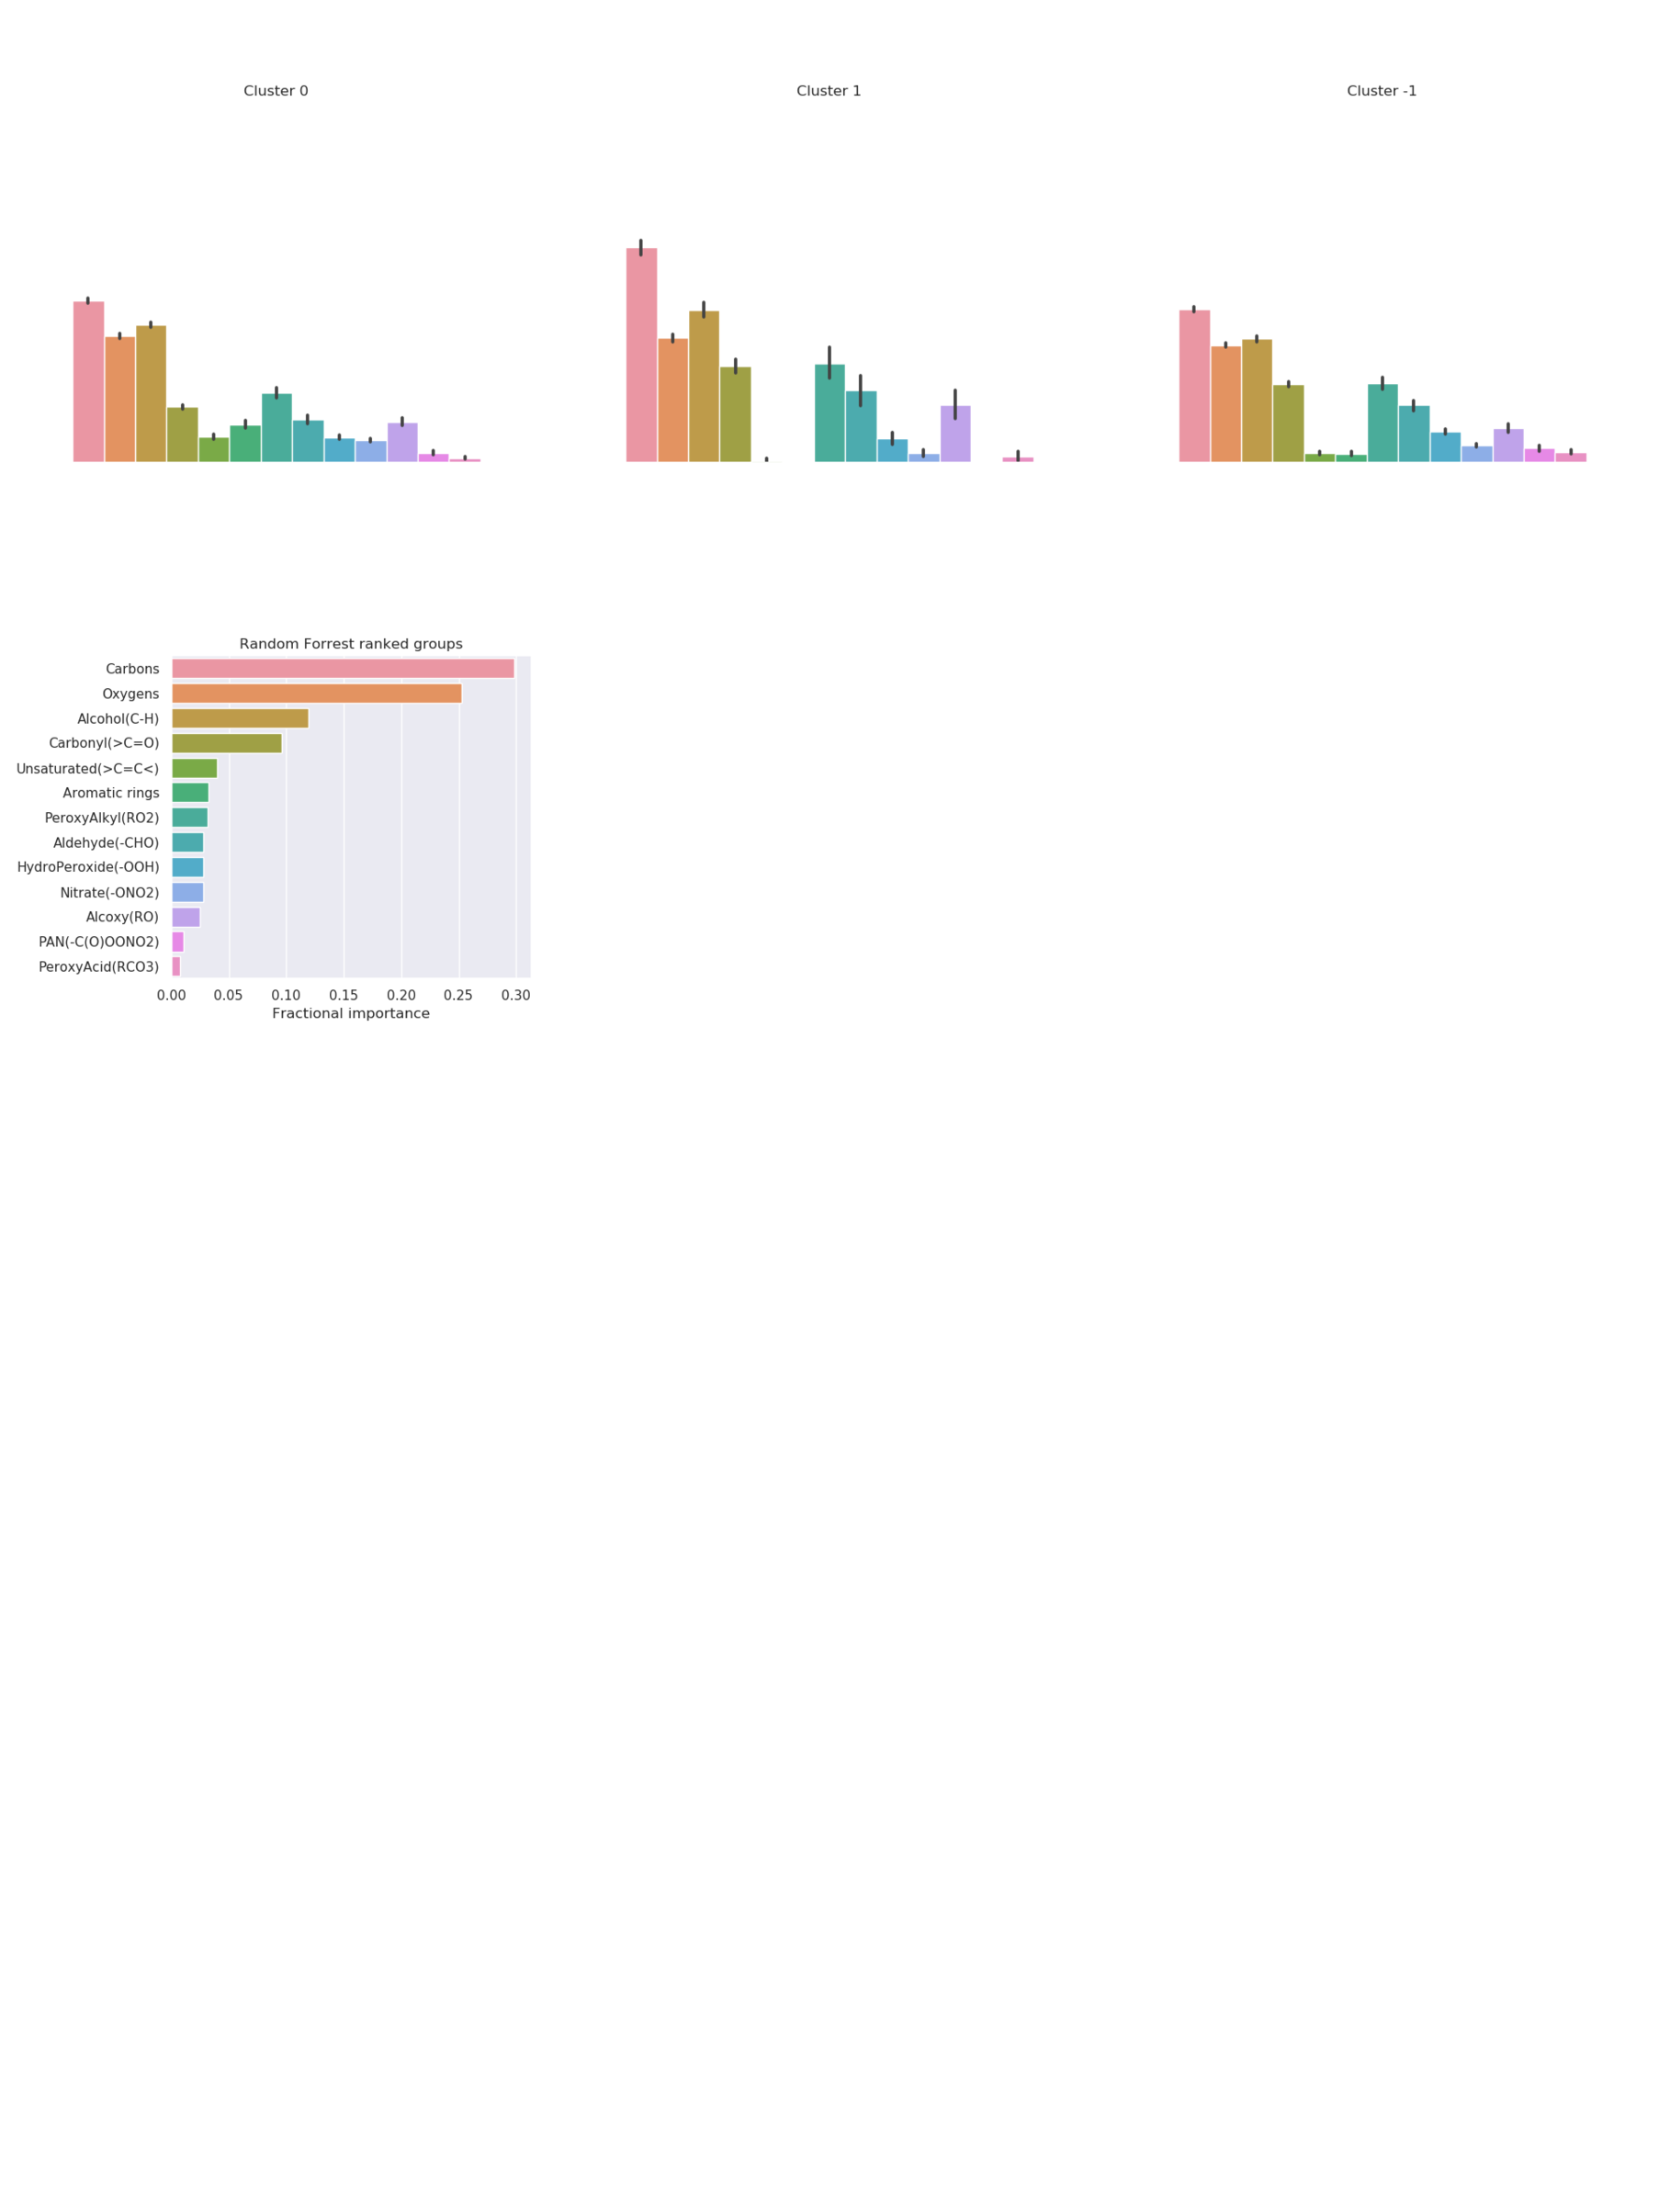 Cluster 0
Cluster 1
Cluster -1
Random Forrest ranked groups
Carbons
Oxygens
Alcohol(C-H)
Carbonyl(>C=O)
Unsaturated(>C=C<)
Aromatic rings
PeroxyAlkyl(RO2)
Aldehyde(-CHO)
HydroPeroxide(-OOH)
Nitrate(-ONO2)
Alcoxy(RO)
PAN(-C(O)OONO2)
PeroxyAcid(RCO3)
0.00 0.05 0.10 0.15 0.20 0.25 0.30
Fractional importance